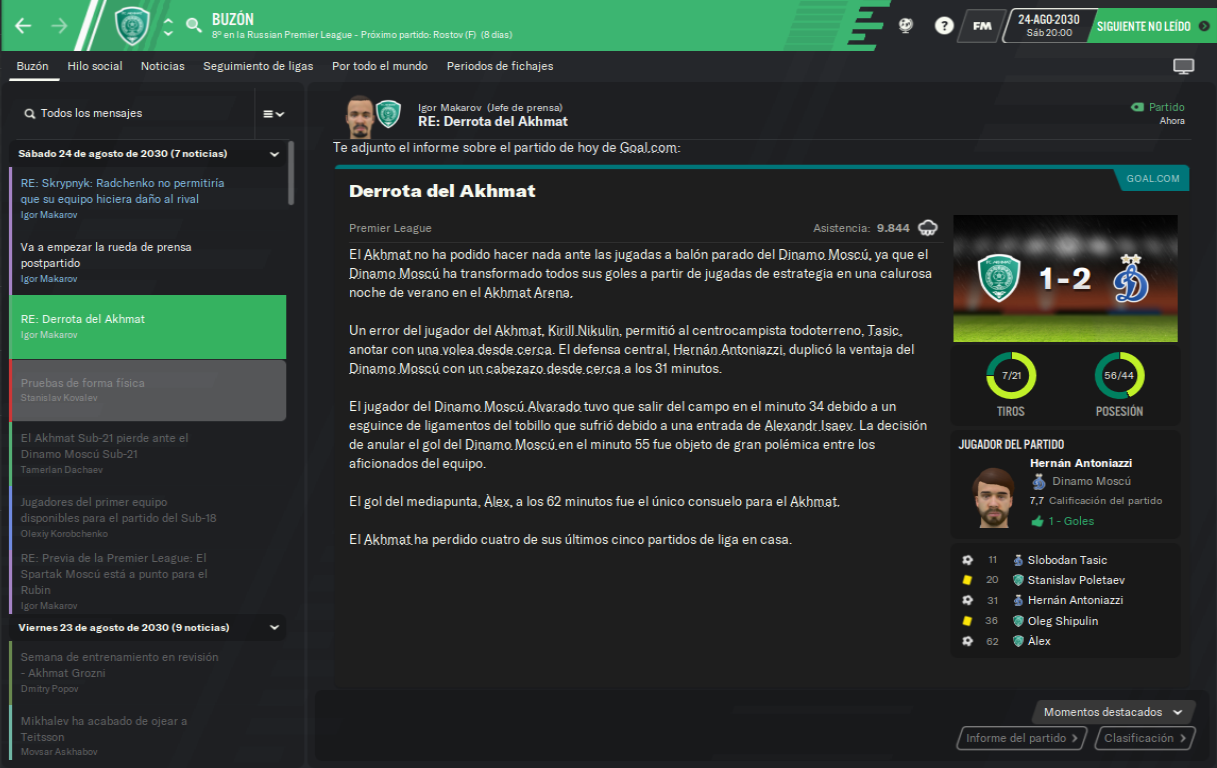 BUZÓN
8º en la Russian Premier League - Próximo partido: Rostov (F) (8 días)
?
FM
24-AGO-2030
Sáb 20:00
SIGUIENTE NO LEÍDO
Buzón
Hilo social
Noticias
Seguimiento de ligas
Por todo el mundo
Periodos de fichajes
Todos los mensajes
Sábado 24 de agosto de 2030 (7 noticias)
RE: Skrypnyk: Radchenko no permitiría
que su equipo hiciera daño al rival
Igor Makarov
Va a empezar la rueda de prensa
postpartido
Igor Makarov
RE: Derrota del Akhmat
Igor Makarov
Pruebas de forma física
Stanislav Kovalev
El Akhmat Sub-21 pierde ante el
Dinamo Moscú Sub-21
Tamerlan Dachaev
Jugadores del primer equipo
disponibles para el partido del Sub-18
Olexiy Korobchenko
RE: Previa de la Premier League: El
Spartak Moscú está a punto para el
Rubin
Igor Makarov
Viernes 23 de agosto de 2030 (9 noticias)
Semana de entrenamiento en revisión
- Akhmat Grozni
Dmitry Popov
Mikhalev ha acabado de ojear a
Teitsson
Movsar Askhabov
Igor Makarov (Jefe de prensa)
RE: Derrota del Akhmat
Partido
Ahora
Te adjunto el informe sobre el partido de hoy de Goal.com:
GOAL.COM
Derrota del Akhmat
Premier League
Asistencia: 9.844
El Akhmat no ha podido hacer nada ante las jugadas a balón parado del Dinamo Moscú, ya que el
Dinamo Moscú ha transformado todos sus goles a partir de jugadas de estrategia en una calurosa
noche de verano en el Akhmat Arena.
Un error del jugador del Akhmat, Kirill Nikulin, permitió al centrocampista todoterreno, Tasic,
anotar con una volea desde cerca. El defensa central, Hernán Antoniazzi, duplicó la ventaja del
Dinamo Moscú con un cabezazo desde cerca a los 31 minutos.
El jugador del Dinamo Moscú Alvarado tuvo que salir del campo en el minuto 34 debido a un
esguince de ligamentos del tobillo que sufrió debido a una entrada de Alexandr Isaev. La decisión
de anular el gol del Dinamo Moscú en el minuto 55 fue objeto de gran polémica entre los
aficionados del equipo.
El gol del mediapunta, Àlex, a los 62 minutos fue el único consuelo para el Akhmat.
El Akhmat ha perdido cuatro de sus últimos cinco partidos de liga en casa.
1-2
7/21
TIROS
56/44
POSESIÓN
JUGADOR DEL PARTIDO
Hernán Antoniazzi
Dinamo Moscú
7,7 Calificación del partido
1 - Goles
11 Slobodan Tasic
20 Stanislav Poletaev
31 Hernán Antoniazzi
36 Oleg Shipulin
62 Àlex
Momentos destacados
Informe del partido
Clasificación